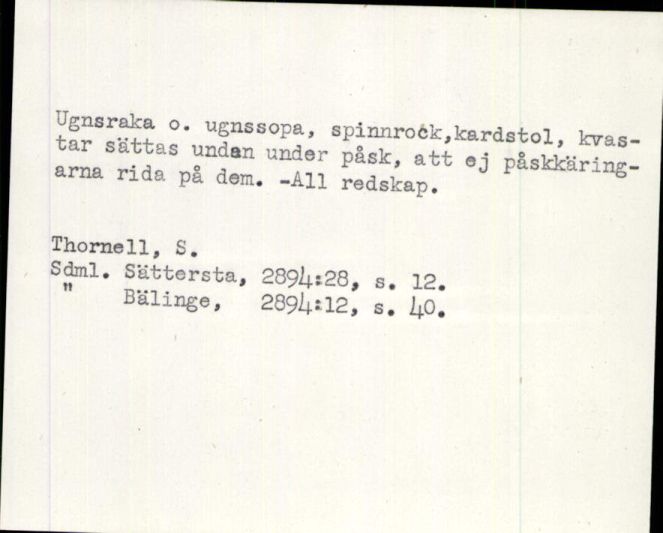 Ugnsraka o. ugnssopa, spinnrock,kardstol, kvas-
tar sättas undan under påsk, att ej påskkäring-
arna rida på dem. -All redskap.
Thornell, S.
Sdml. Sättersta, 2894:28, s. 12.
" Bälinge, 2894:12, s. 40.